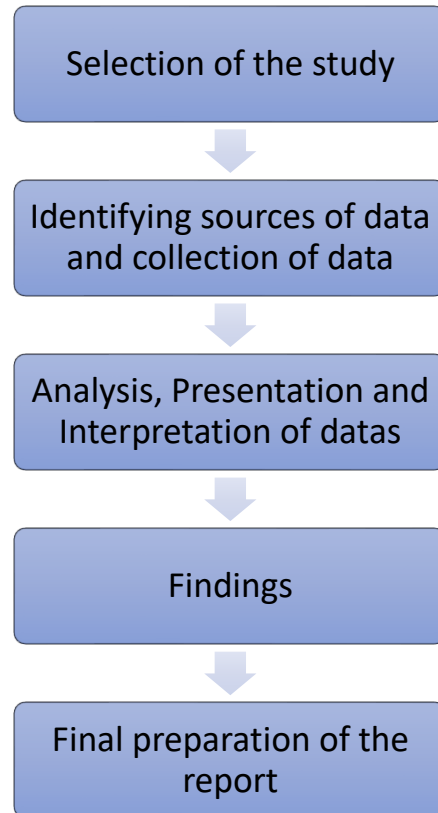 Selection of the study
Identifying sources of data
and collection of data
Analysis, Presentation and
Interpretation of datas
Findings
Final preparation of the
report